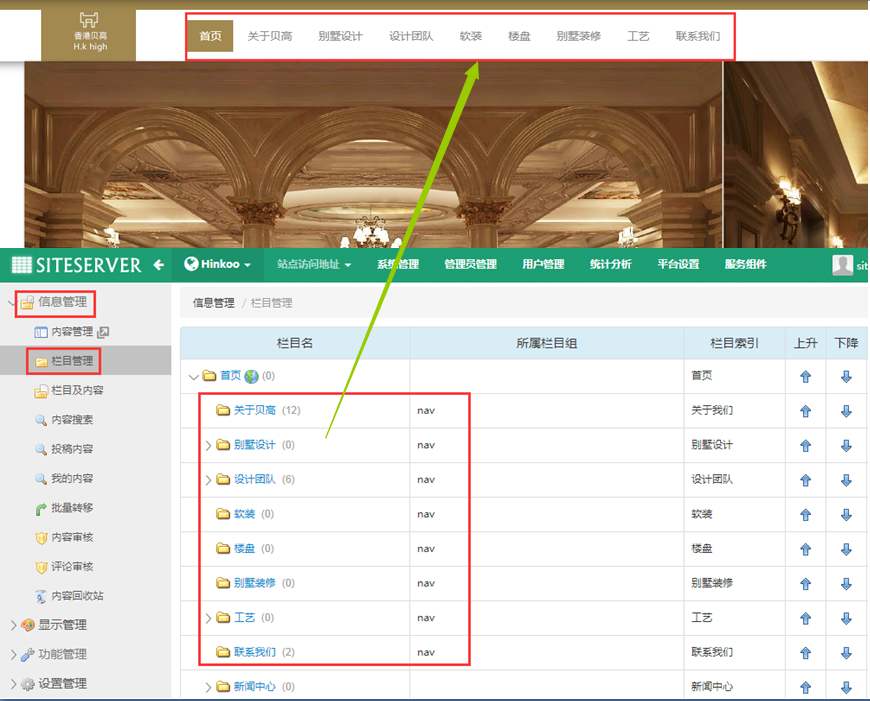 香港贝高
H.k high
首页 关于贝高 别墅设计 设计团队 软装 楼盘 别墅装修 工艺 联系我们
SITESERVER Hinkoo 站点访问地址 系统管理 管理员管理 用户管理 统计分析 平台设置 服务组件 sit
信息管理
内容管理
栏目管理
栏目及内容
内容搜索
投稿内容
我的内容
批量转移
内容审核
评论审核
内容回收站
显示管理
功能管理
设置管理
信息管理 / 栏目管理
栏目名 所属栏目组 栏目索引 上升 下降
首页 (0) 首页
关于贝高 (12) nav 关于我们
别墅设计 (0) nav 别墅设计
设计团队 (6) nav 设计团队
软装 (0) nav 软装
楼盘 (0) nav 楼盘
别墅装修 (0) nav 别墅装修
工艺 (0) nav 工艺
联系我们 (2) nav 联系我们
新闻中心 (0) 新闻中心